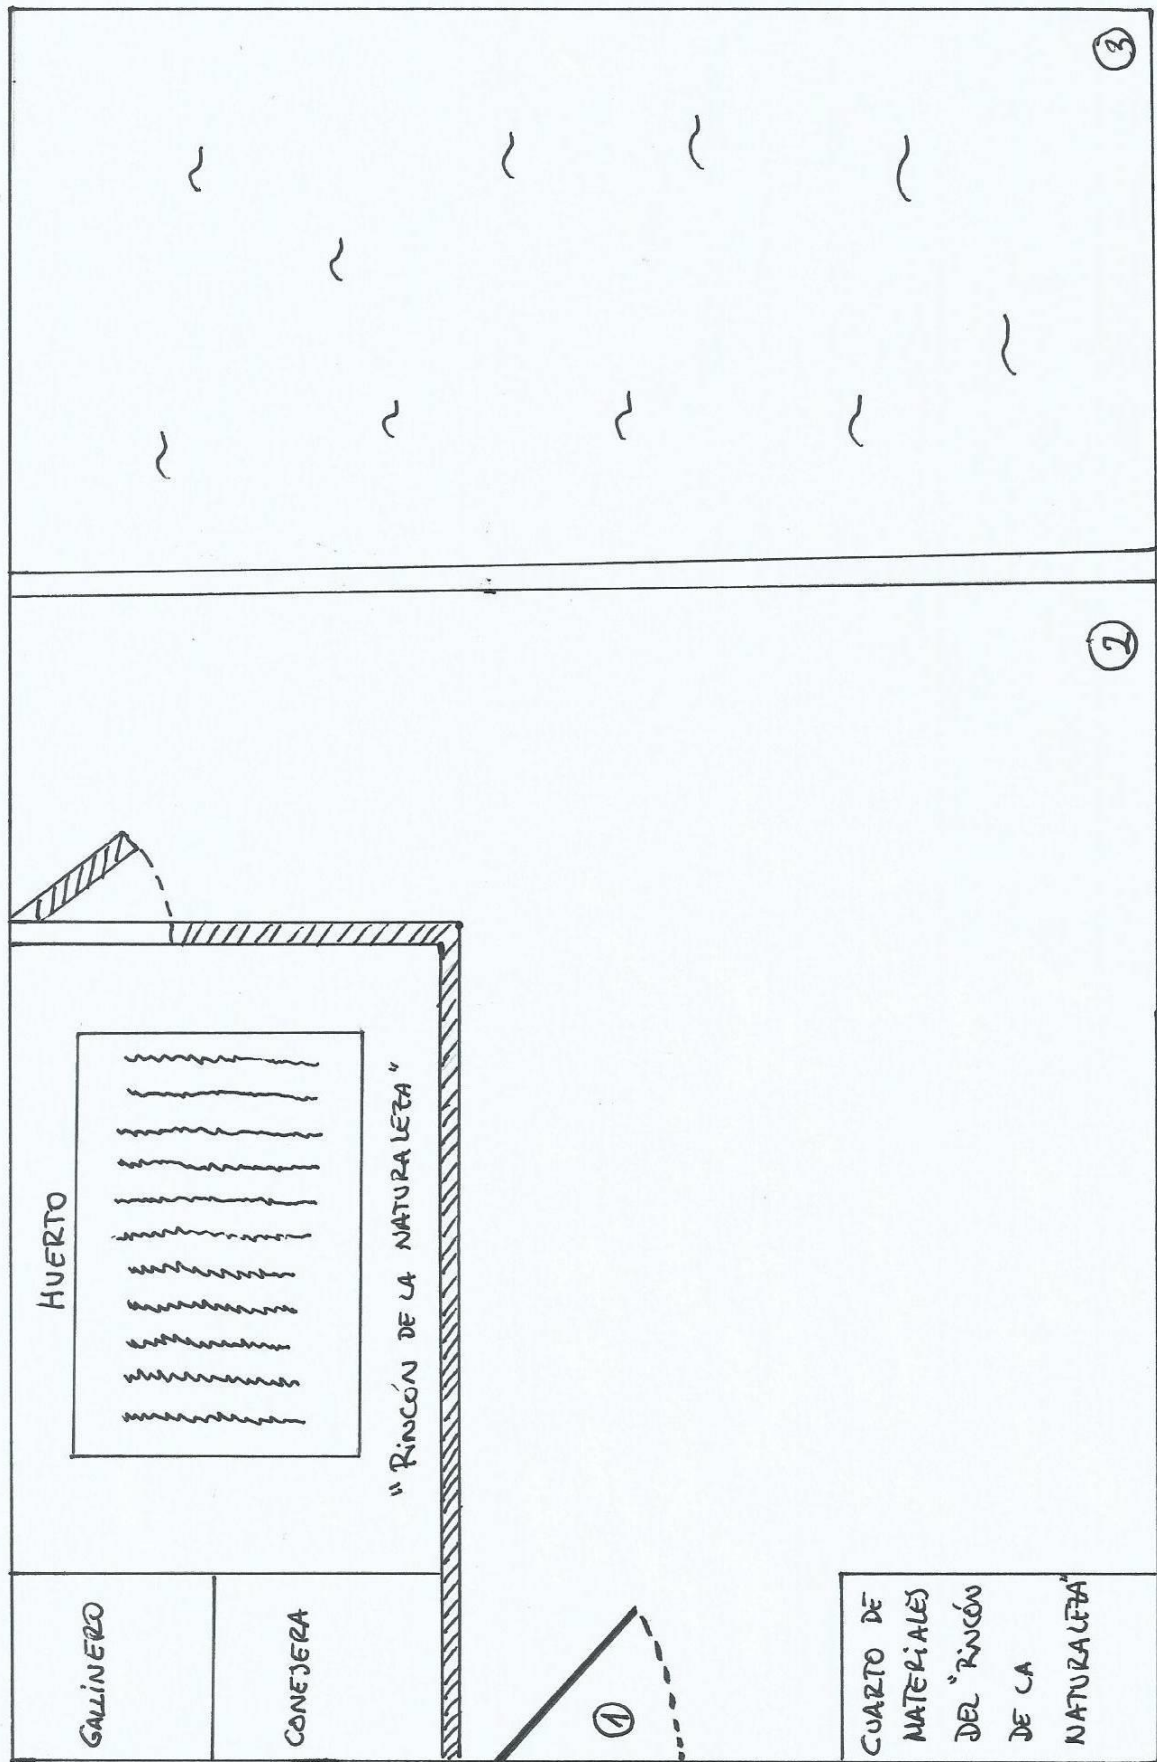 GALLINERO
HUERTO
CONEJERA
"RINCÓN DE LA NATURALEZA"
1
CUARTO DE
MATERIALES
DEL "RINCÓN
DE LA
NATURALEZA"
2
3